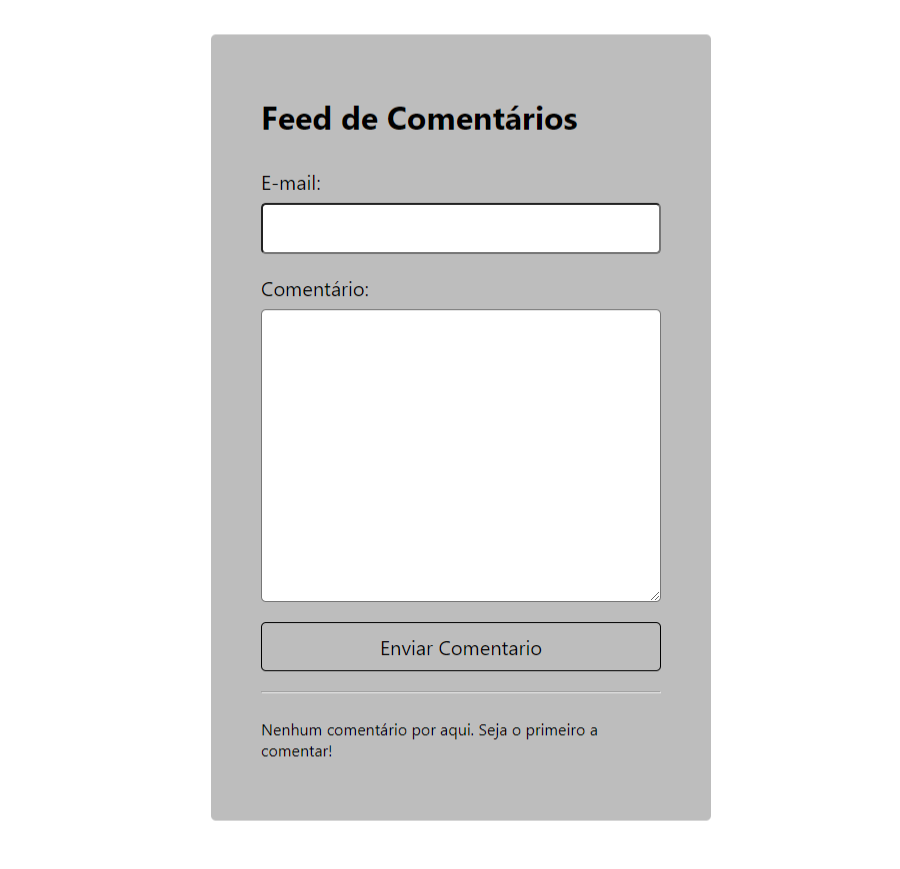 Feed de Comentários
E-mail:
Comentário:
Enviar Comentario
Nenhum comentário por aqui. Seja o primeiro a
comentar!